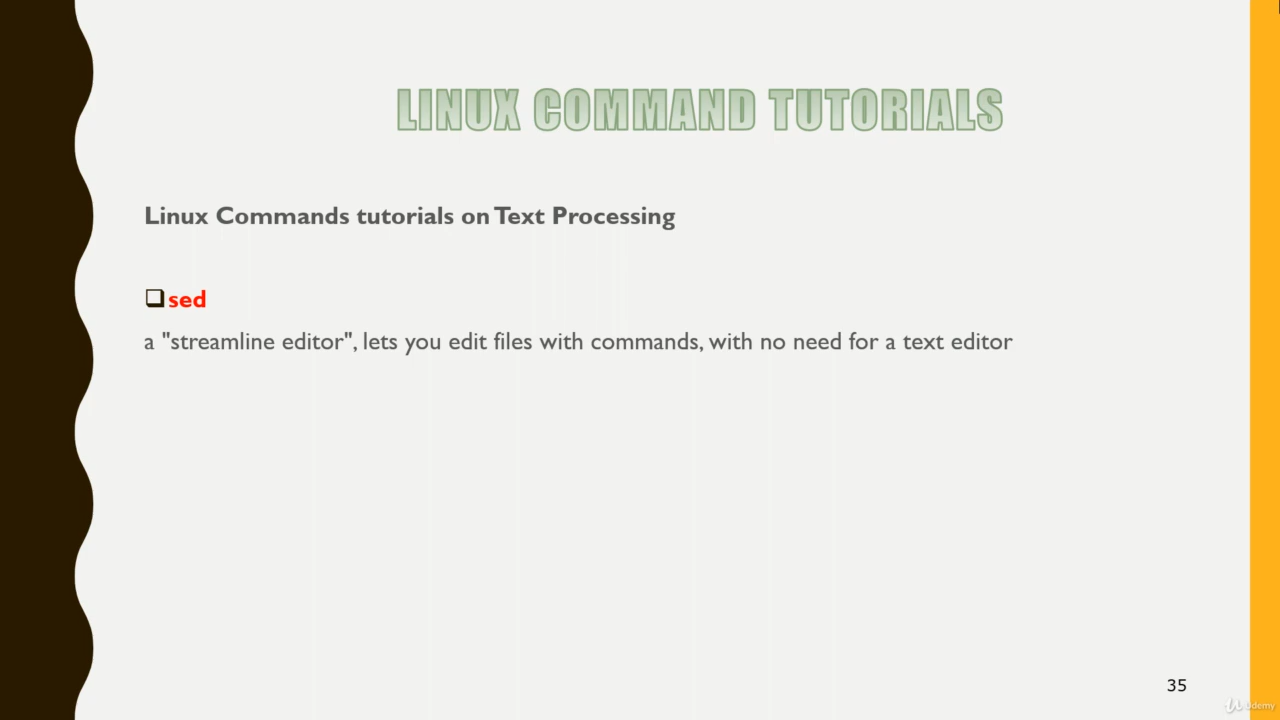 LINUX COMMAND TUTORIALS
Linux Commands tutorials on Text Processing
sed
a "streamline editor", lets you edit files with commands, with no need for a text editor
35
Udemy